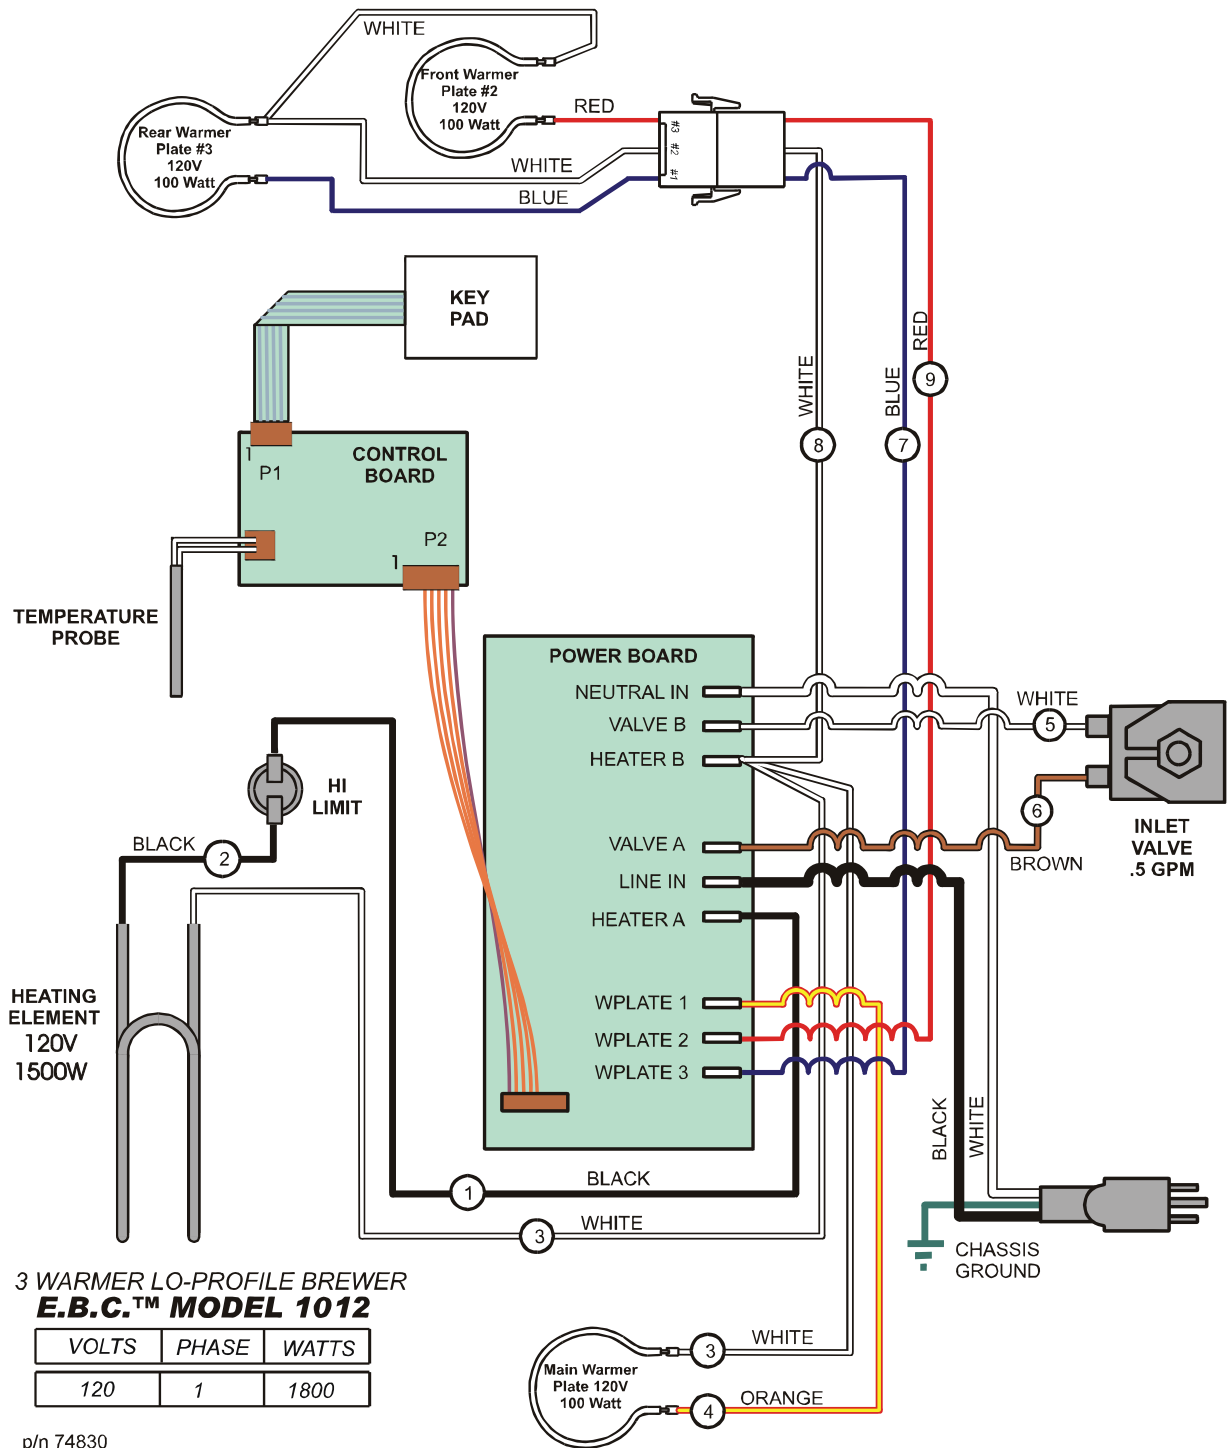 WHITE
Front Warmer
Plate #2
120V
100 Watt
RED
Rear Warmer
Plate #3
120V
100 Watt
WHITE
BLUE
#3
#2
#1
KEY
PAD
RED
9
WHITE
BLUE
8
7
1
P1
CONTROL
BOARD
P2
1
TEMPERATURE
PROBE
POWER BOARD
NEUTRAL IN
VALVE B
HEATER B
VALVE A
LINE IN
HEATER A
WPLATE 1
WPLATE 2
WPLATE 3
WHITE
5
6
BROWN
INLET
VALVE
.5 GPM
HI
LIMIT
BLACK
2
HEATING
ELEMENT
120V
1500W
BLACK
WHITE
BLACK
1
WHITE
3
CHASSIS
GROUND
3 WARMER LO-PROFILE BREWER
E.B.C.™ MODEL 1012
VOLTS PHASE WATTS
120 1 1800
WHITE
3
Main Warmer
Plate 120V
100 Watt
ORANGE
4
p/n 74830